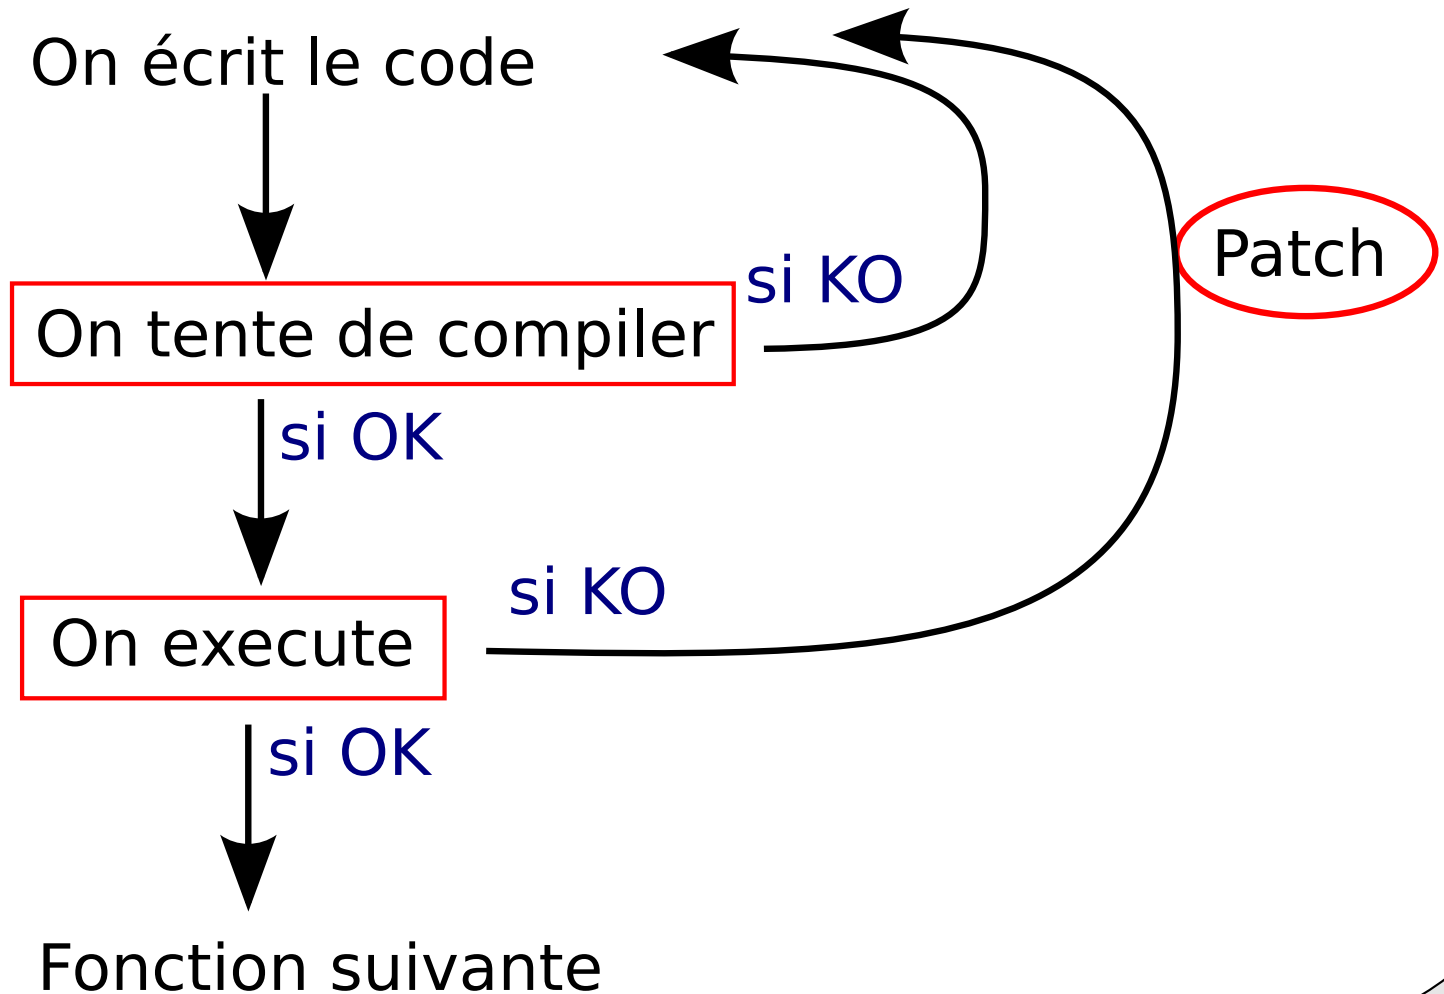 On écrit le code
Patch
si KO
On tente de compiler
si OK
si KO
On execute
si OK
Fonction suivante